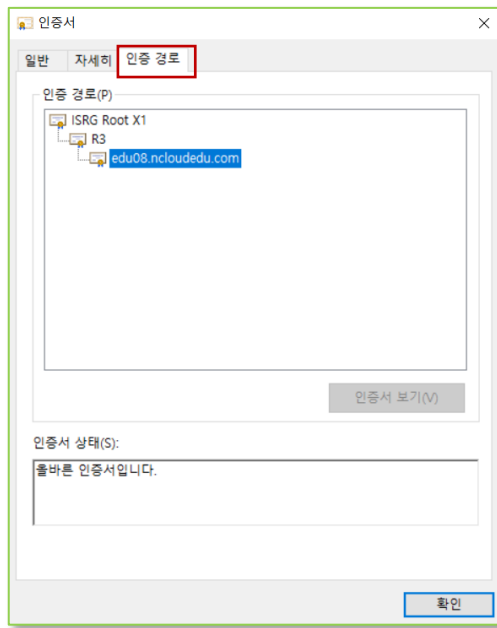 인증서
일반 자세히 인증 경로
인증 경로(P)
ISRG Root X1
R3
edu08.ncloudedu.com
인증서 보기(V)
인증서 상태(S):
올바른 인증서입니다.
확인